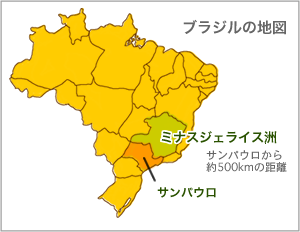 ブラジルの地図
ミナスジェライス洲
サンパウロから
約500kmの距離
サンパウロ